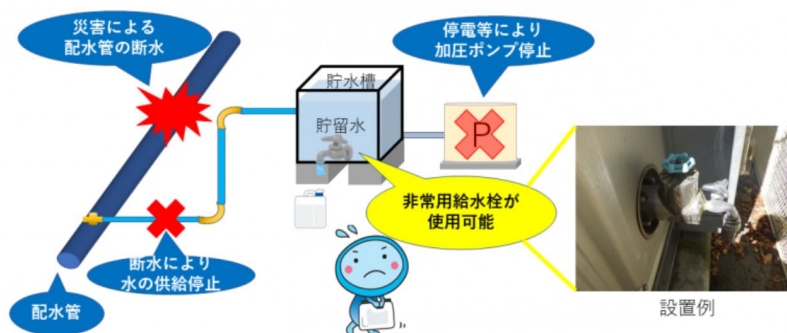 災害による
配水管の断水
停電等により
加圧ポンプ停止
貯水槽
貯留水
P
非常用給水栓が
使用可能
断水により
水の供給停止
配水管
設置例